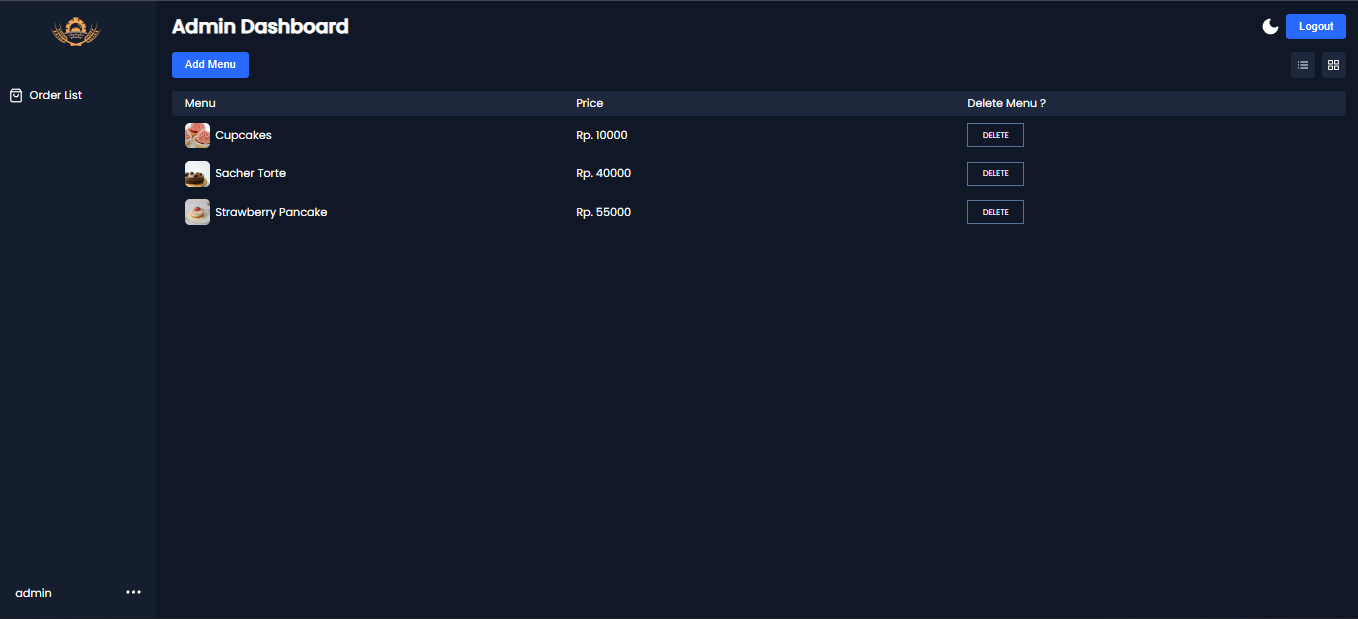 Admin Dashboard
Logout
Add Menu
Order List
Menu Price Delete Menu ?
Cupcakes Rp. 10000 DELETE
Sacher Torte Rp. 40000 DELETE
Strawberry Pancake Rp. 55000 DELETE
admin